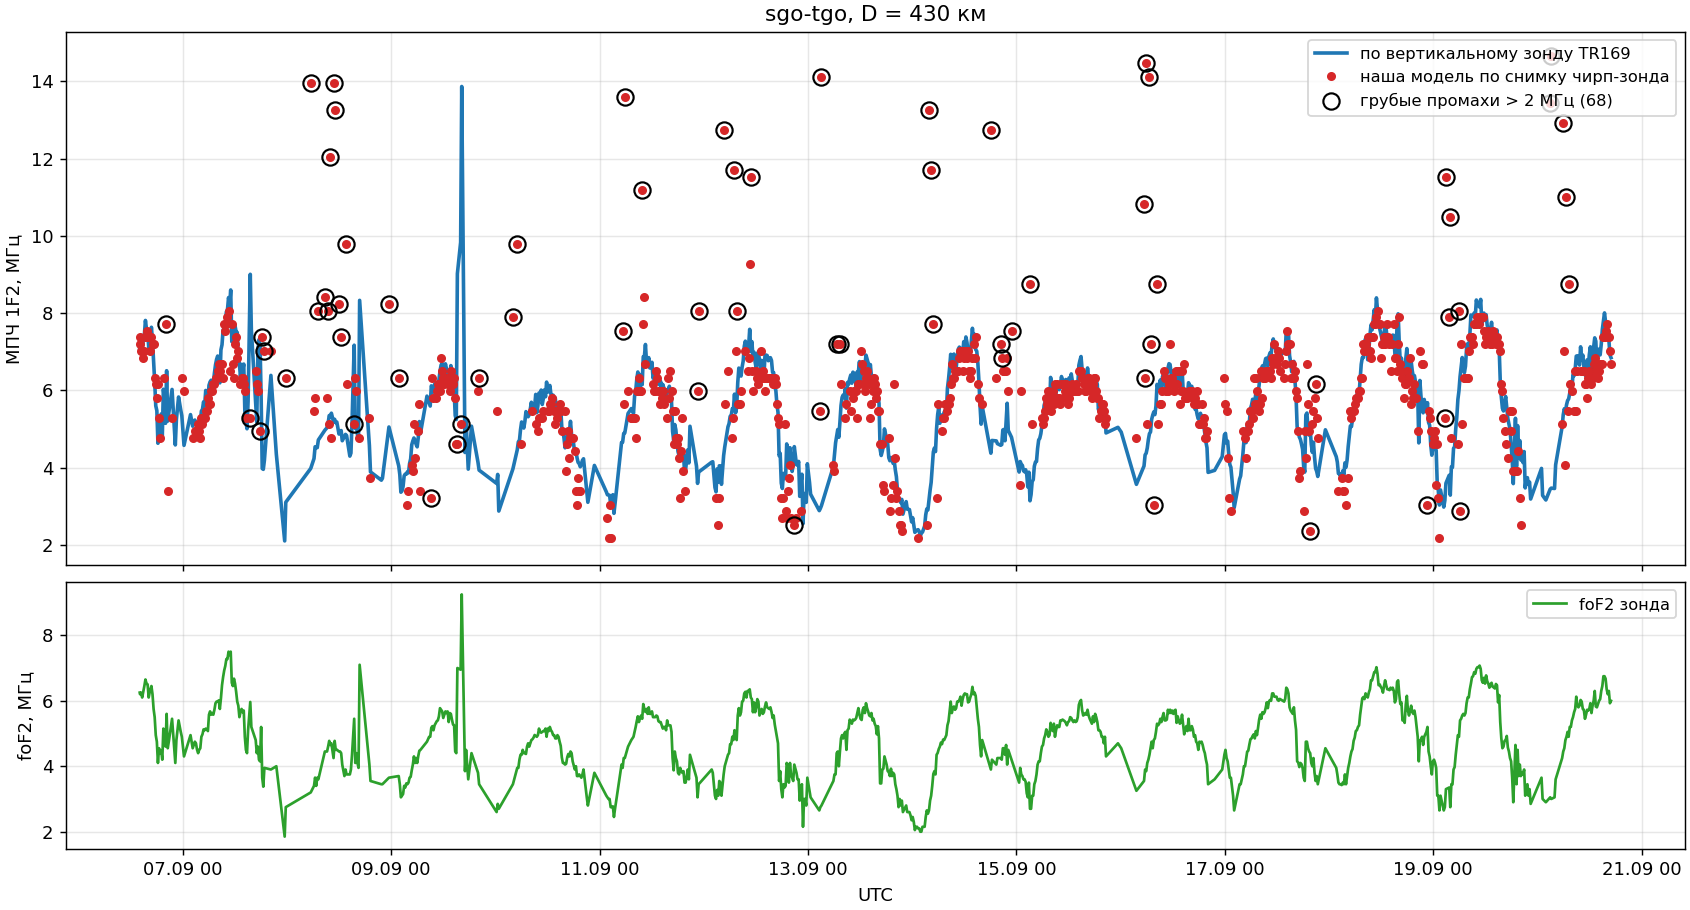 sgo-tgo, D = 430 км
МПЧ 1F2, МГц
14
12
10
8
6
4
2
по вертикальному зонду TR169
наша модель по снимку чирп-зонда
грубые промахи > 2 МГц (68)
foF2, МГц
8
6
4
2
foF2 зонда
07.09 00
09.09 00
11.09 00
13.09 00
15.09 00
17.09 00
19.09 00
21.09 00
UTC